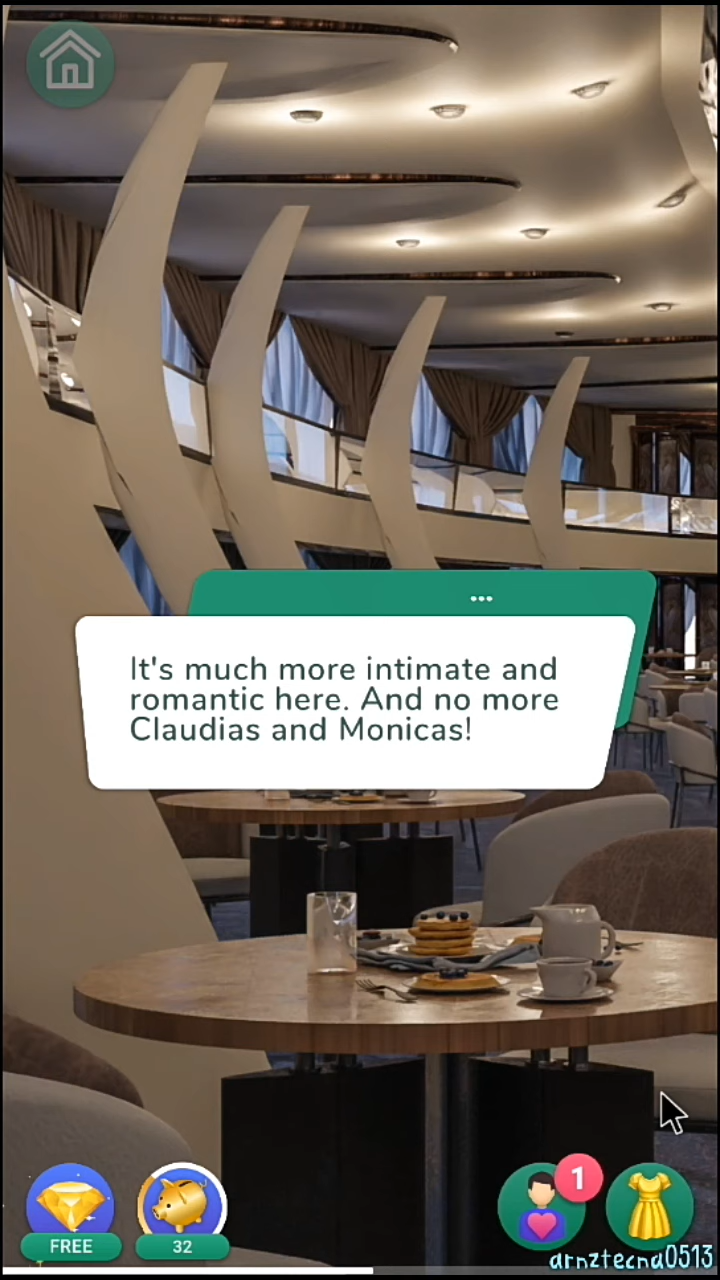 ...
It's much more intimate and
romantic here. And no more
Claudias and Monicas!
1
FREE
32
arnztecna0513